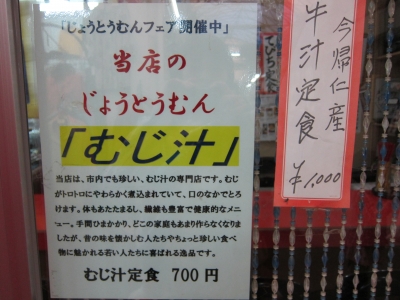 「じょうとうむんフェア開催中」
当店の
じょうとうむん
「むじ汁」
当店は、市内でも珍しい、むじ汁の専門店です。むじ
がトロトロにやわらかく煮込まれていて、口のなかでとろ
けます。体もあたたまるし、繊維も豊富で健康的なメニ
ュー。手間ひまかかり、どこの家庭もあまり作らなくなりま
したが、昔の味を懐かしむ人たちやちょっと珍しい食べ
物に魅かれる若い人たちに喜ばれる逸品です。
むじ汁定食 700円
今帰仁産
牛汁定食
¥1,000
てびち定食